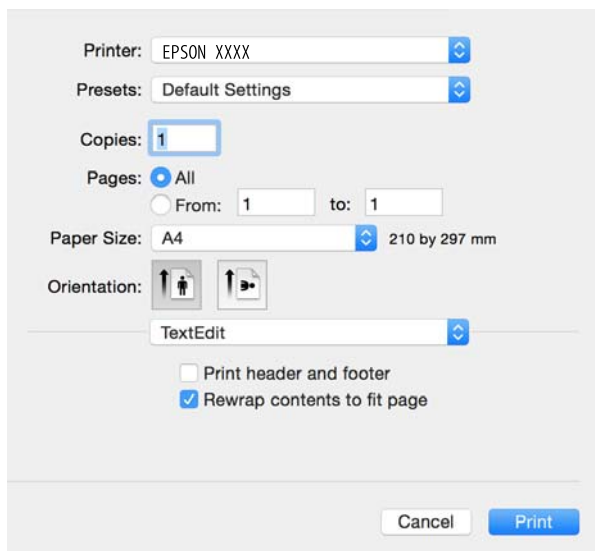 Printer: EPSON XXXX
Presets: Default Settings
Copies: 1
Pages: All
From: 1 to: 1
Paper Size: A4 210 by 297 mm
Orientation:
TextEdit
Print header and footer
Rewrap contents to fit page
Cancel Print